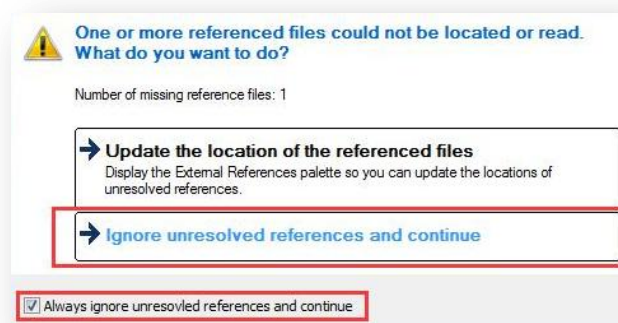 One or more referenced files could not be located or read.
What do you want to do?
Number of missing reference files: 1
Update the location of the referenced files
Display the External References palette so you can update the locations of
unresolved references.
Ignore unresolved references and continue
Always ignore unresovled references and continue